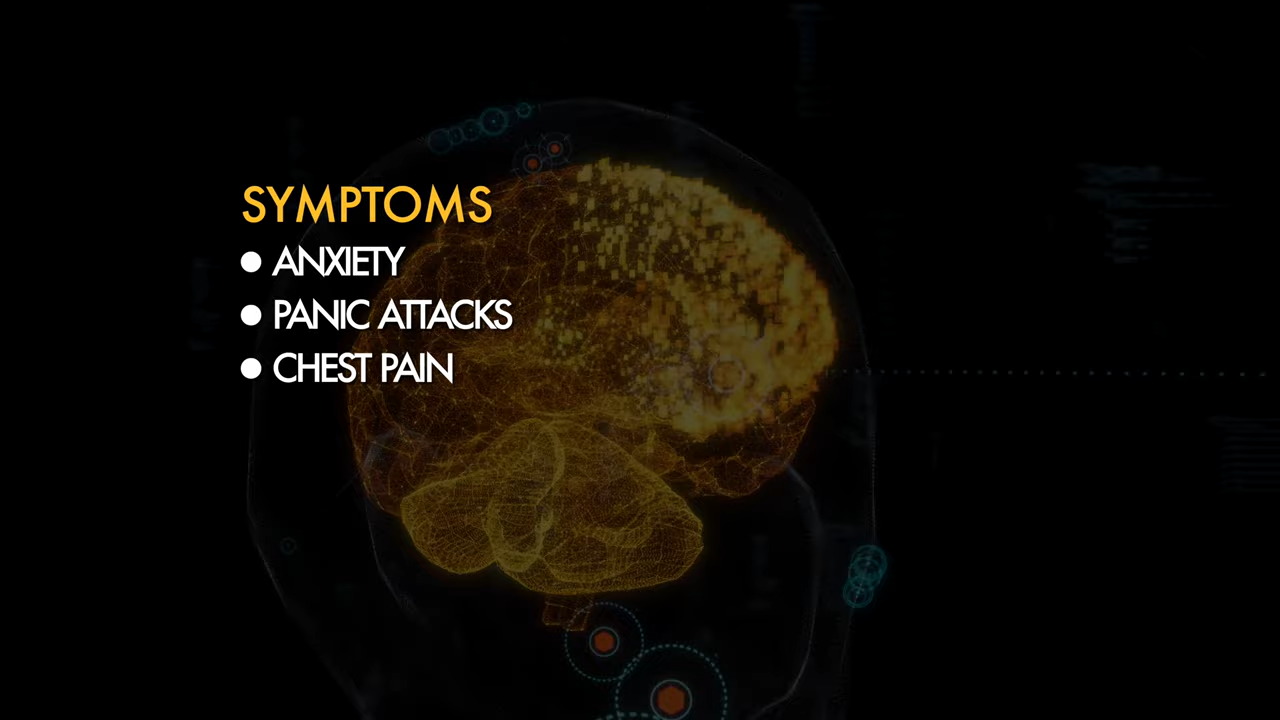 SYMPTOMS
● ANXIETY
● PANIC ATTACKS
● CHEST PAIN